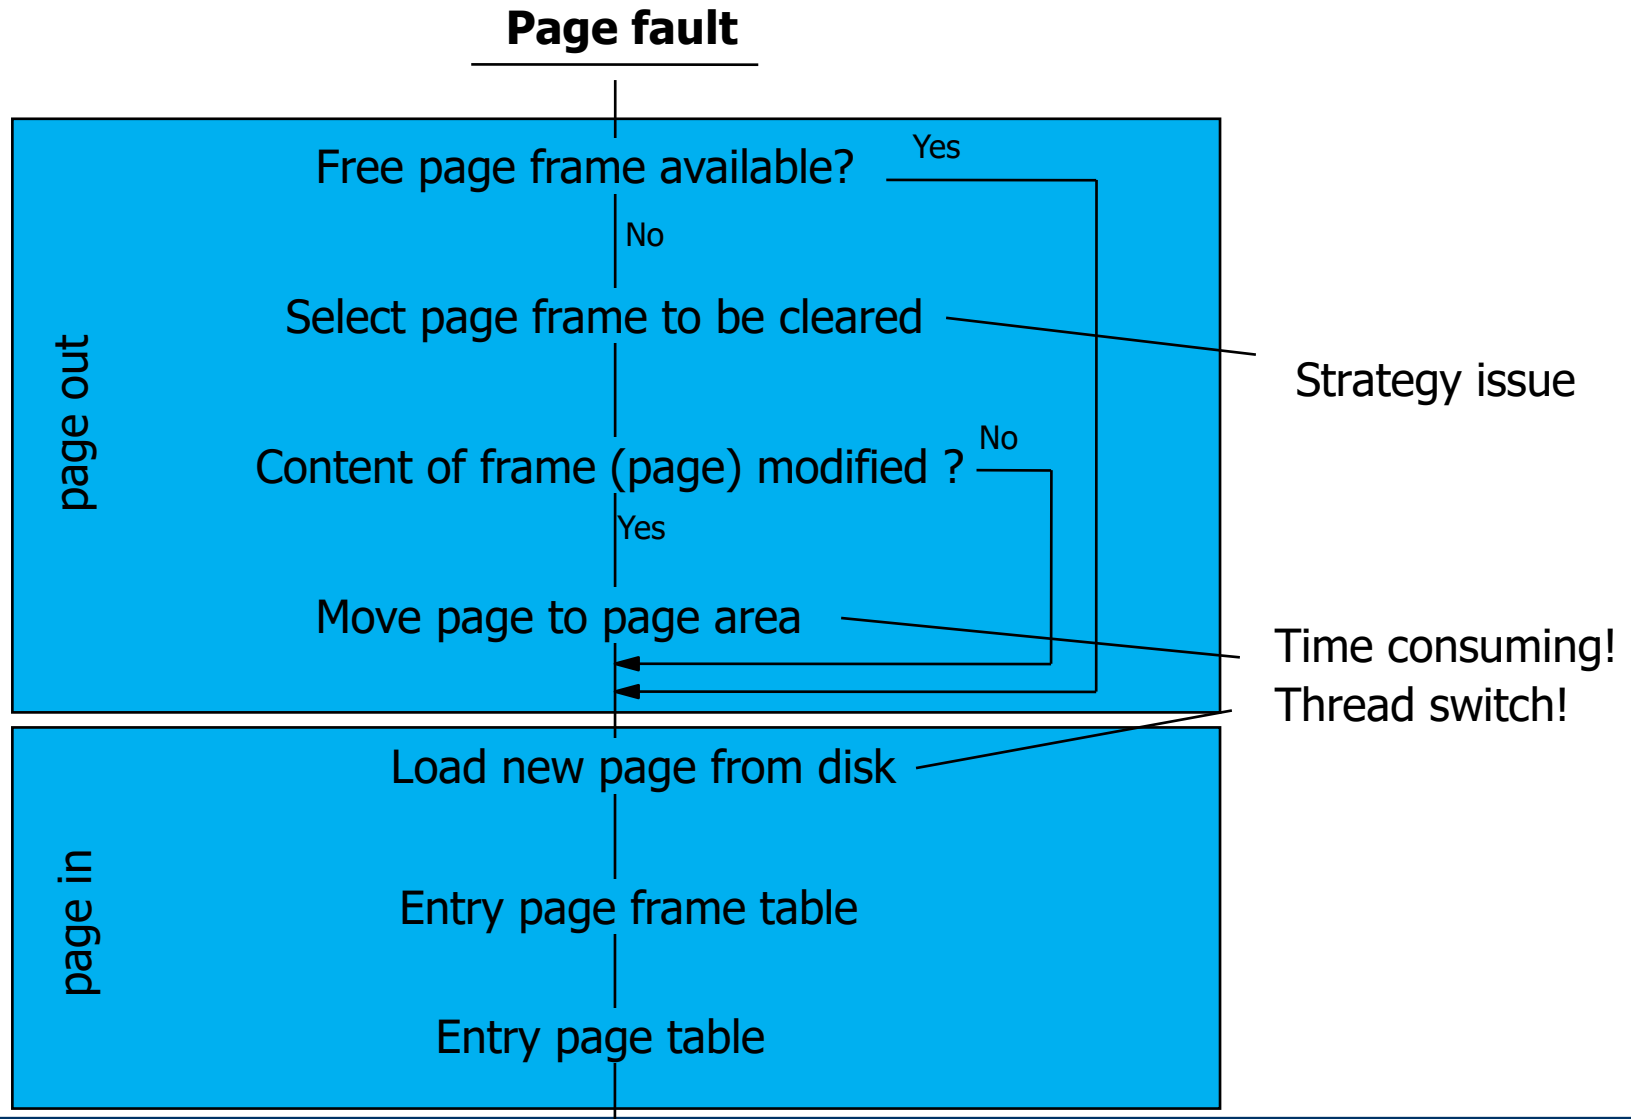 Page fault
Free page frame available?
Yes
No
Select page frame to be cleared
Strategy issue
page out
Content of frame (page) modified ?
No
Yes
Move page to page area
Time consuming!
Thread switch!
Load new page from disk
page in
Entry page frame table
Entry page table